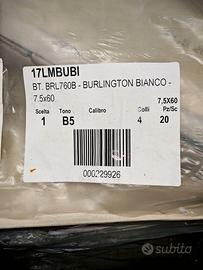 17LMBUBI
BT. BRL760B - BURLINGTON BIANCO -
7.5x60
7,5X60
Scelta Tono Calibro Colli Pz/Sc
1 B5 4 20
000229926
subito